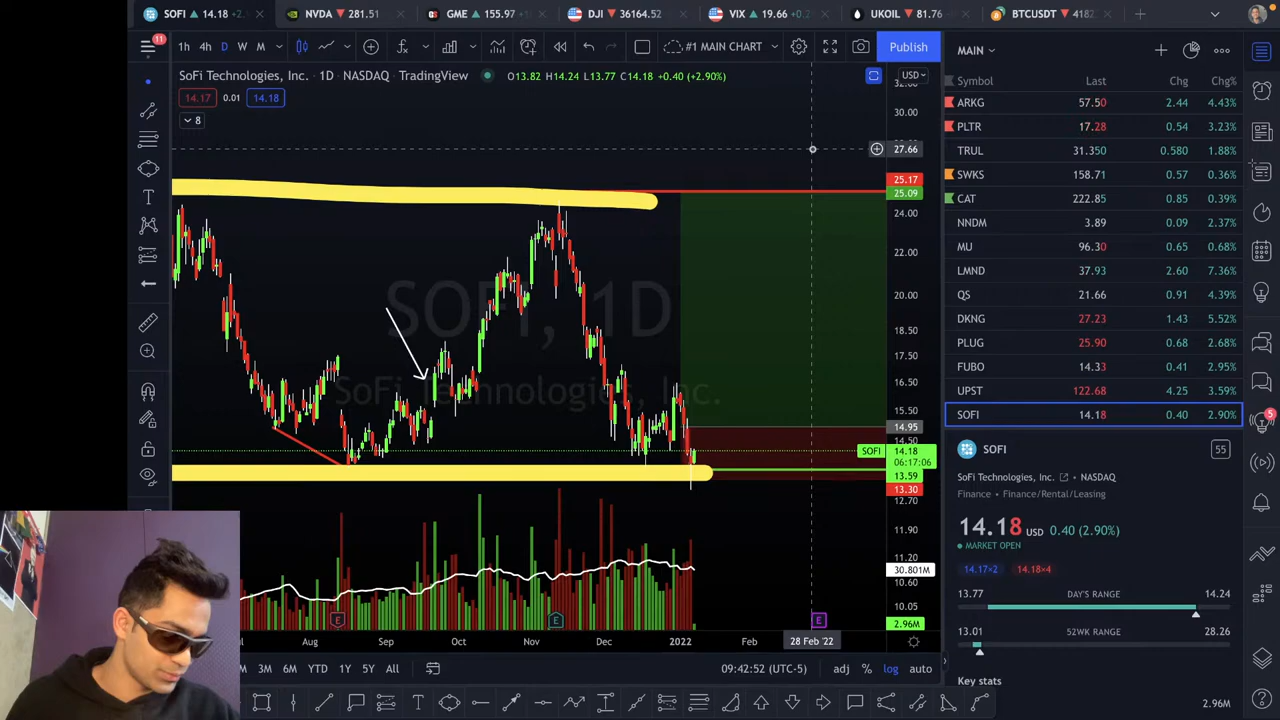 SOFI 14.18 +2.
NVDA 281.51
GME 155.97
DJI 36164.52
VIX 19.66 +0.2
UKOIL 81.76
BTCUSDT 418
11
1h 4h D W M
#1 MAIN CHART
Publish
SoFi Technologies, Inc. · 1D · NASDAQ · TradingView
O13.82 H14.24 L13.77 C14.18 +0.40 (+2.90%)
USD
14.17 0.01 14.18
8
32.00
30.00
27.66
25.17
25.09
24.00
22.00
20.00
18.50
17.50
16.50
15.50
14.95
14.50
SOFI 14.18
06:17:06
13.59
13.30
12.70
11.90
11.20
30.801M
10.60
10.05
2.96M
SOFI, 1D
SoFi Technologies, Inc.
E E E
Aug Sep Oct Nov Dec 2022 Feb 28 Feb '22
3M 6M YTD 1Y 5Y All
09:42:52 (UTC-5) adj % log auto
MAIN
Symbol Last Chg Chg%
ARKG 57.50 2.44 4.43%
PLTR 17.28 0.54 3.23%
TRUL 31.350 0.580 1.88%
SWKS 158.71 0.57 0.36%
CAT 222.85 0.85 0.39%
NNDM 3.89 0.09 2.37%
MU 96.30 0.65 0.68%
LMND 37.93 2.60 7.36%
QS 21.66 0.91 4.39%
DKNG 27.23 1.43 5.52%
PLUG 25.90 0.68 2.68%
FUBO 14.33 0.41 2.95%
UPST 122.68 4.25 3.59%
SOFI 14.18 0.40 2.90%
5
SOFI
55
SoFi Technologies, Inc. · NASDAQ
Finance · Finance/Rental/Leasing
14.18 USD 0.40 (2.90%)
MARKET OPEN
14.17×2 14.18×4
13.77 DAY'S RANGE 14.24
13.01 52WK RANGE 28.26
Key stats
2.96M